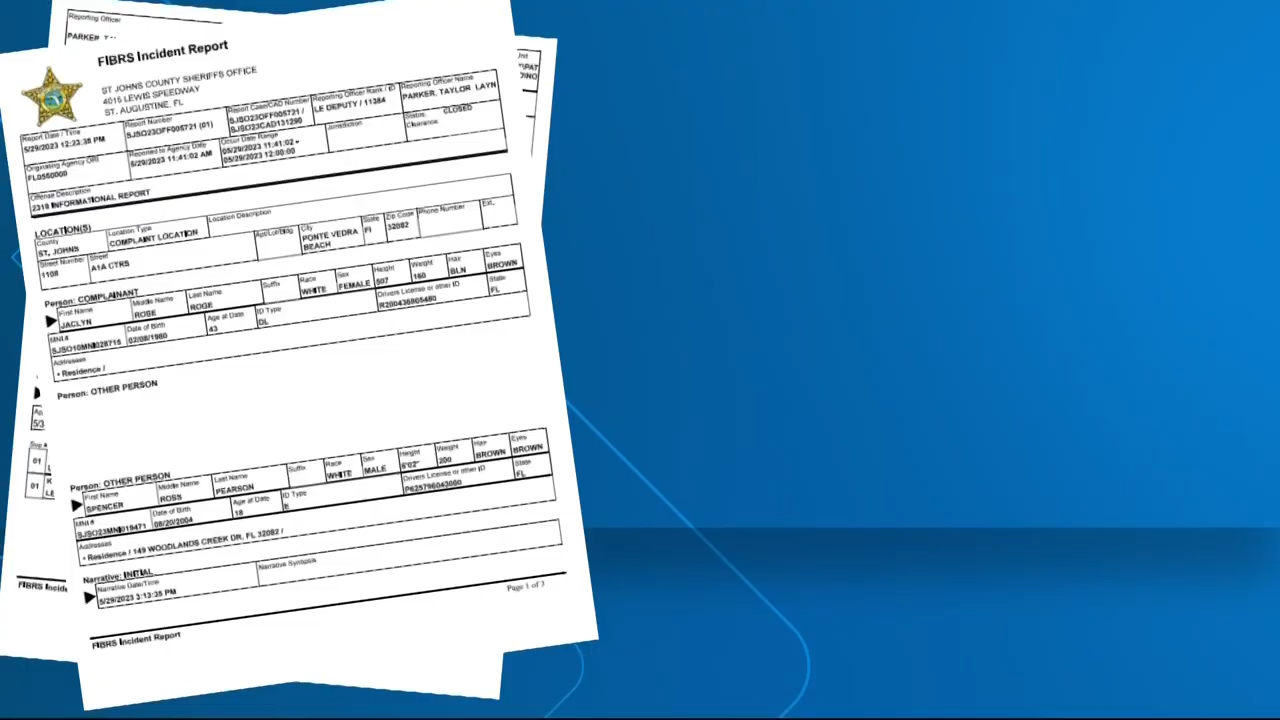 Reporting Officer
PARKER
FIBRS Incident Report
ST JOHNS COUNTY SHERIFFS OFFICE
4015 LEWIS SPEEDWAY
ST. AUGUSTINE, FL
Report Date / Time
5/29/2023 12:23:38 PM
Report Number
SJSO23OFF005721 (01)
Report Case/CAD Number
SJSO23OFF005721 /
SJSO23CAD131290
Reporting Officer Rank / ID
LE DEPUTY / 11384
Reporting Officer Name
PARKER, TAYLOR LAYN
Originating Agency ORI
FL0550000
Reported to Agency Date
5/29/2023 11:41:02 AM
Occur Date Range
05/29/2023 11:41:02 -
05/29/2023 12:00:00
Jurisdiction
Status:
CLOSED
Clearance:
Offense Description
2319 INFORMATIONAL REPORT
LOCATION(S)
County
ST. JOHNS
Location Type
COMPLAINT LOCATION
Location Description
Street Number
1108
Street
A1A CTRS
Apt/Lot/Bldg
City
PONTE VEDRA
BEACH
State
Fl
Zip Code
32082
Phone Number
Ext.
Person: COMPLAINANT
First Name
JACLYN
Middle Name
ROSE
Last Name
ROGE
Suffix
Race
WHITE
Sex
FEMALE
Height
507
Weight
160
Hair
BLN
Eyes
BROWN
MNI #
SJSO10MNI028715
Date of Birth
02/08/1980
Age at Date
43
ID Type
DL
Drivers License or other ID
R200436805480
State
FL
Addresses
• Residence /
Person: OTHER PERSON
Person: OTHER PERSON
First Name
SPENCER
Middle Name
ROSS
Last Name
PEARSON
Suffix
Race
WHITE
Sex
MALE
Height
6'02"
Weight
200
Hair
BROWN
Eyes
BROWN
MNI #
SJSO23MNI019471
Date of Birth
08/20/2004
Age at Date
18
ID Type
E
Drivers License or other ID
P625796043000
State
FL
Addresses
• Residence / 149 WOODLANDS CREEK DR, FL 32082 /
Narrative: INITIAL
Narrative Date/Time
5/29/2023 3:13:35 PM
Narrative Synopsis
FIBRS Incident Report
Page 1 of 3
01
01